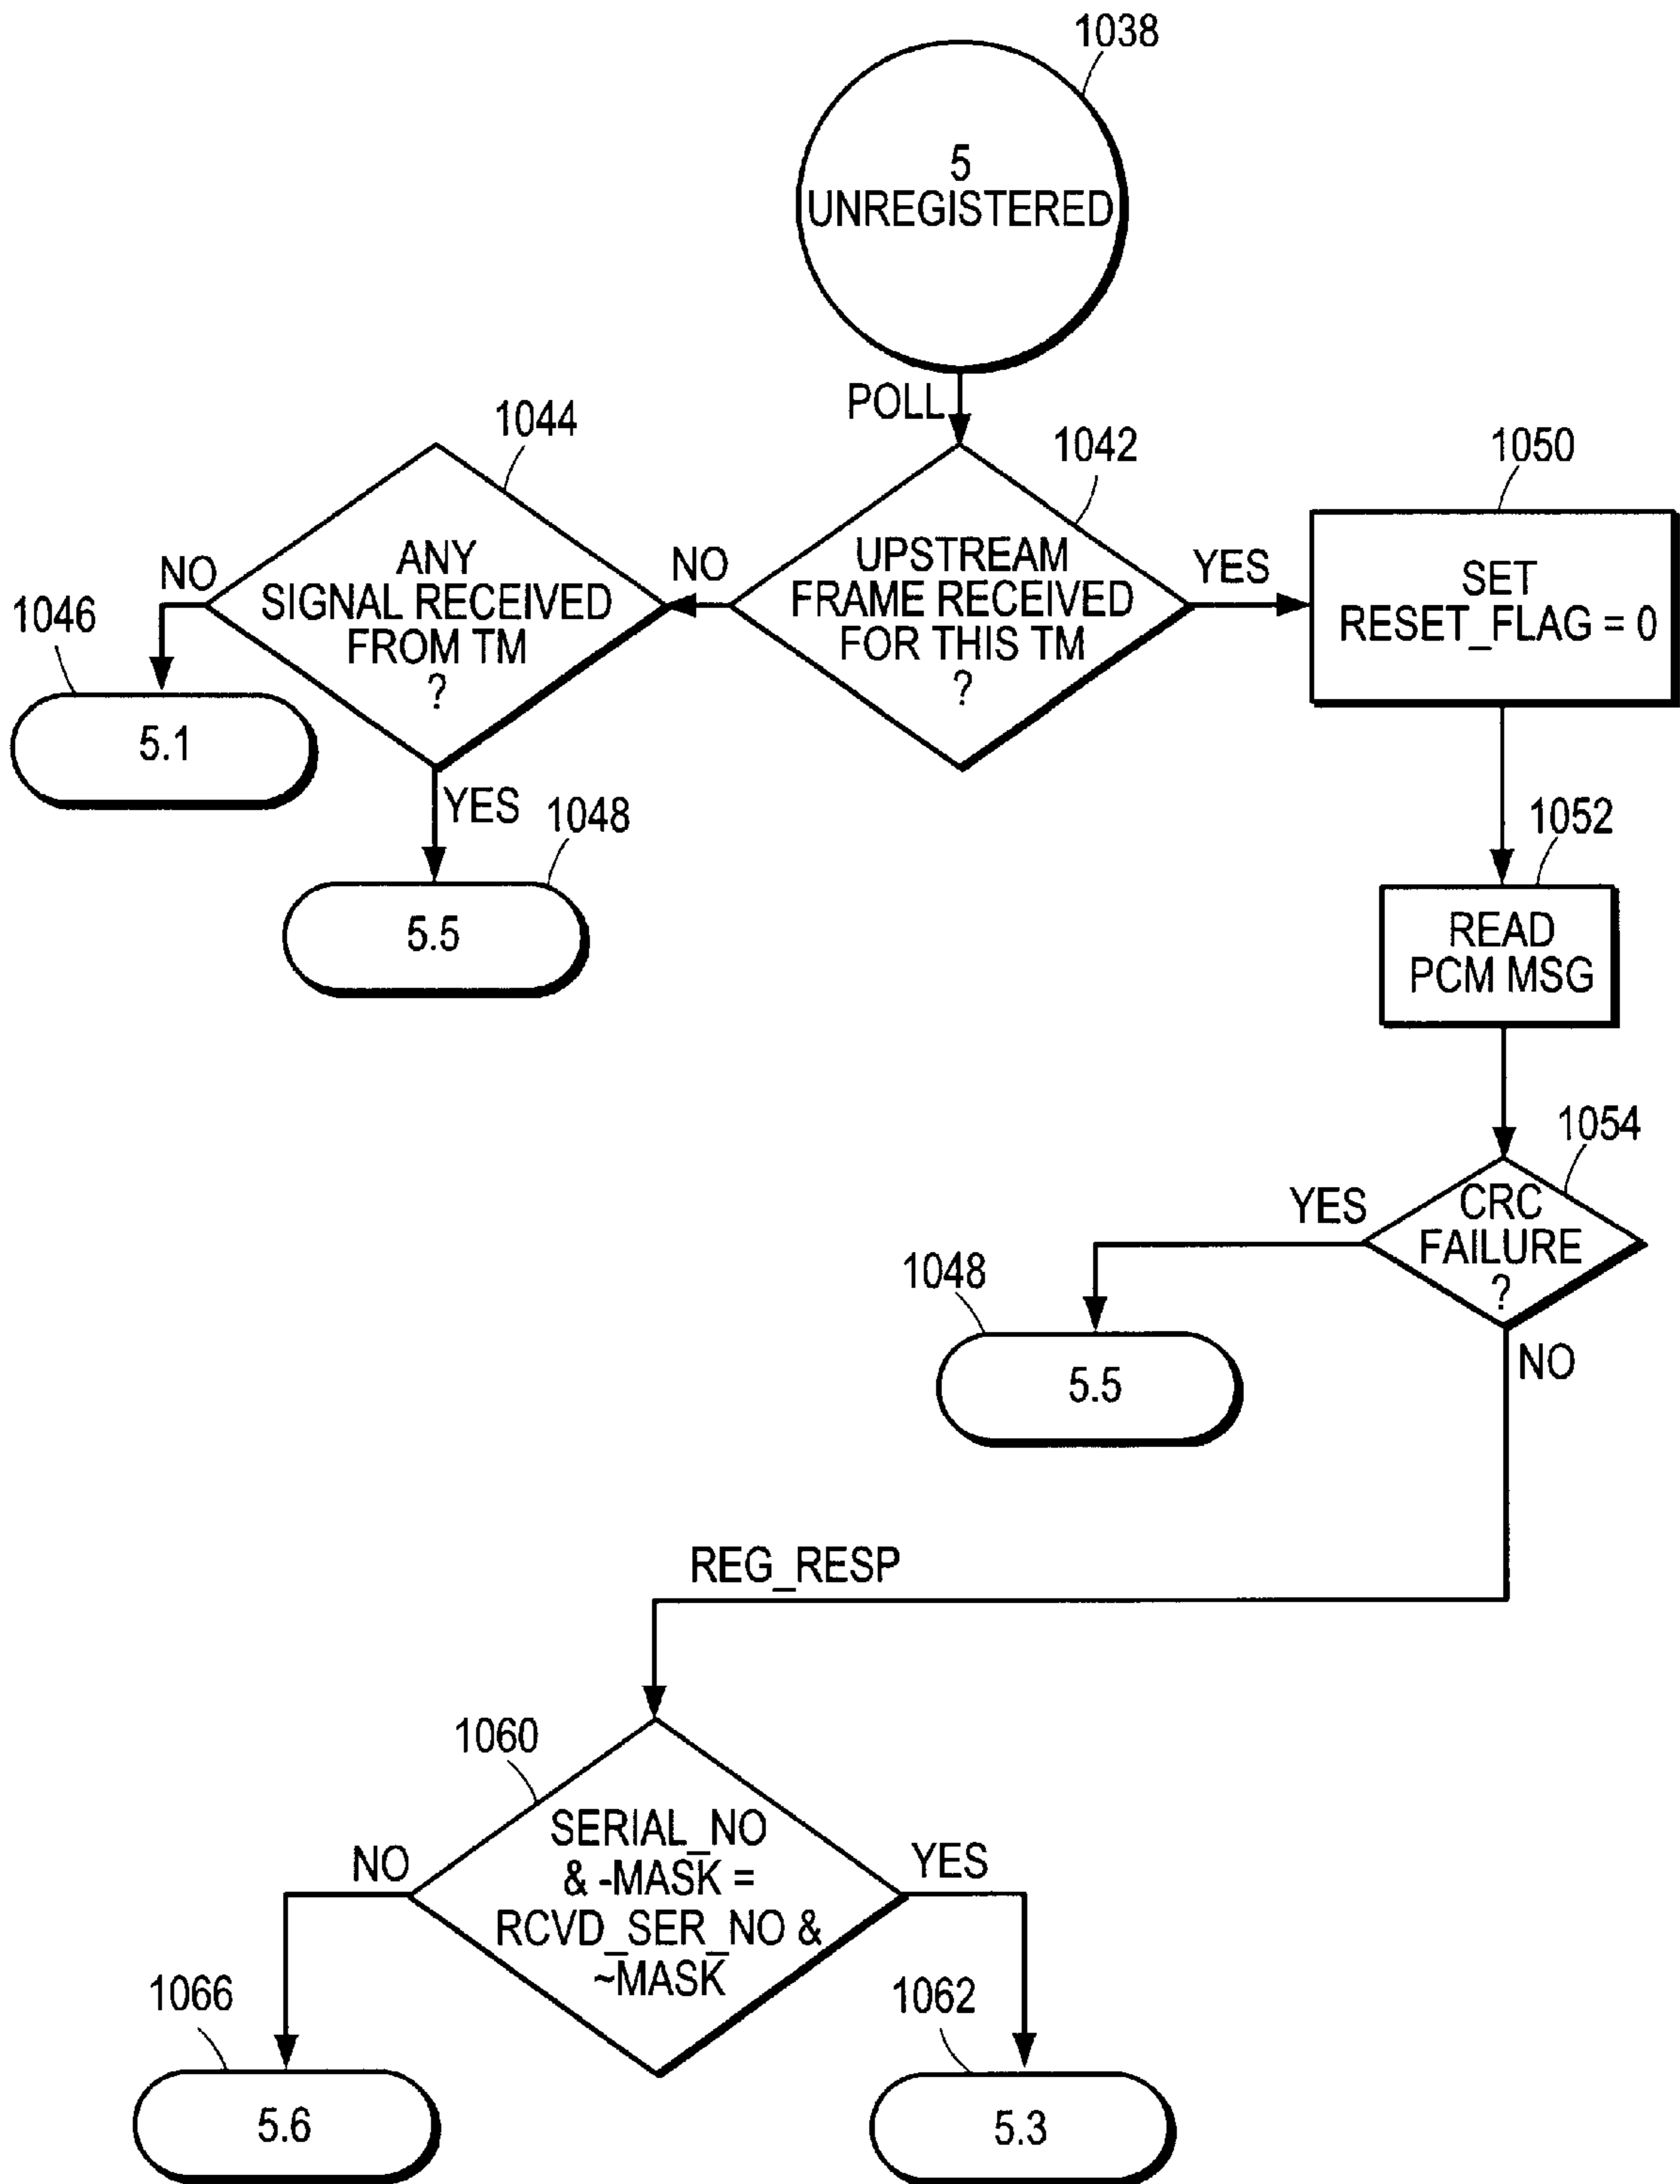 1038
5
UNREGISTERED
POLL
1044
1042
1050
ANY
SIGNAL RECEIVED
FROM TM
?
NO
NO
UPSTREAM
FRAME RECEIVED
FOR THIS TM
?
YES
SET
RESET_FLAG = 0
1046
5.1
YES
1048
5.5
1052
READ
PCM MSG
1054
CRC
FAILURE
?
YES
1048
5.5
NO
REG_RESP
1060
SERIAL_NO
& -MASK =
RCVD_SER_NO &
~MASK
NO
YES
1066
5.6
1062
5.3